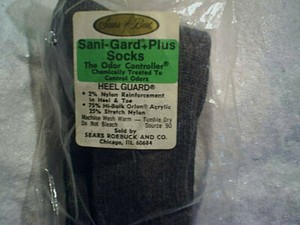 Sears Best
Sani-Gard+Plus
Socks
The Odor Controller®
Chemically Treated To
Control Odors
HEEL GUARD®
• 2% Nylon Reinforcement
in Heel & Toe
• 75% Hi-Bulk Orlon® Acrylic
25% Stretch Nylon
Machine Wash Warm — Tumble Dry
Do Not Bleach Source 90
Sold by
SEARS ROEBUCK AND CO.
Chicago, Ill. 60684